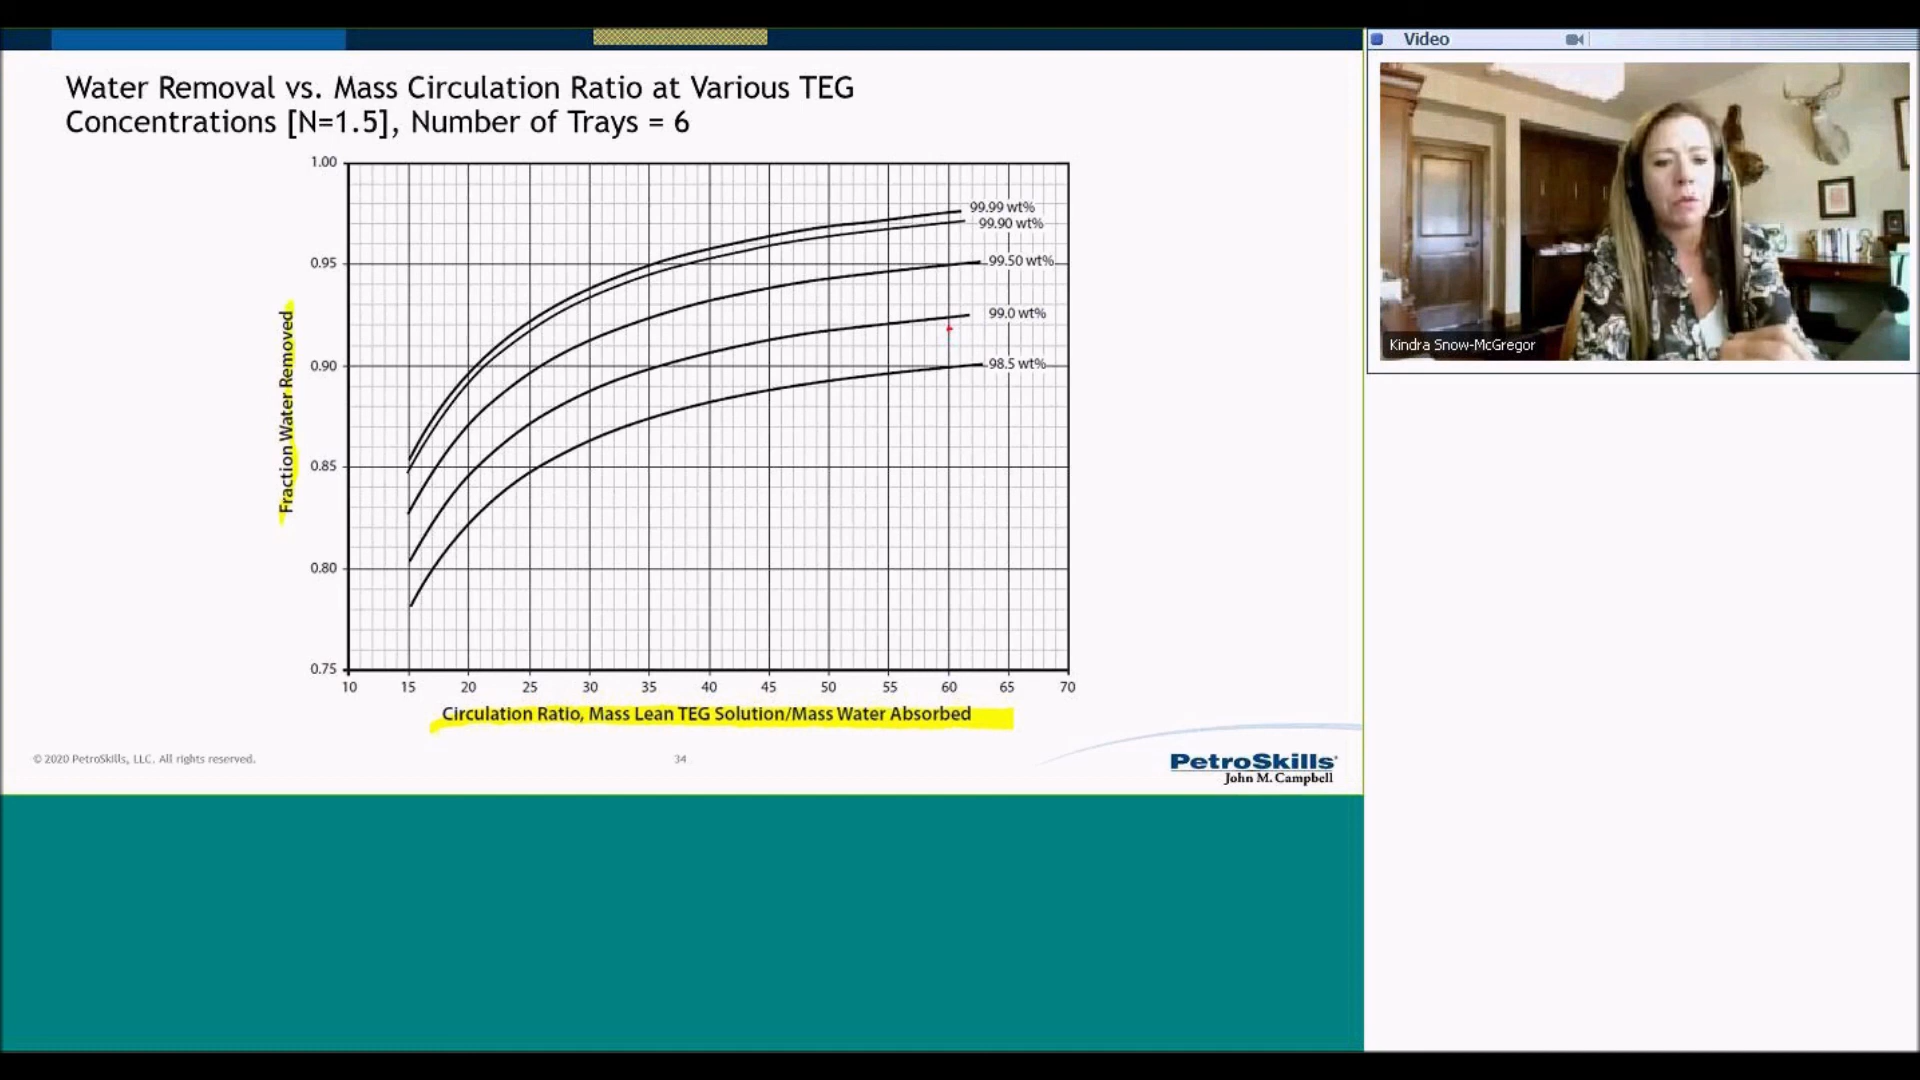 Water Removal vs. Mass Circulation Ratio at Various TEG
Concentrations [N=1.5], Number of Trays = 6
Fraction Water Removed
1.00
0.95
0.90
0.85
0.80
0.75
99.99 wt%
99.90 wt%
99.50 wt%
99.0 wt%
98.5 wt%
10 15 20 25 30 35 40 45 50 55 60 65 70
Circulation Ratio, Mass Lean TEG Solution/Mass Water Absorbed
© 2020 PetroSkills, LLC. All rights reserved.
34
PetroSkills
John M. Campbell
Video
Kindra Snow-McGregor